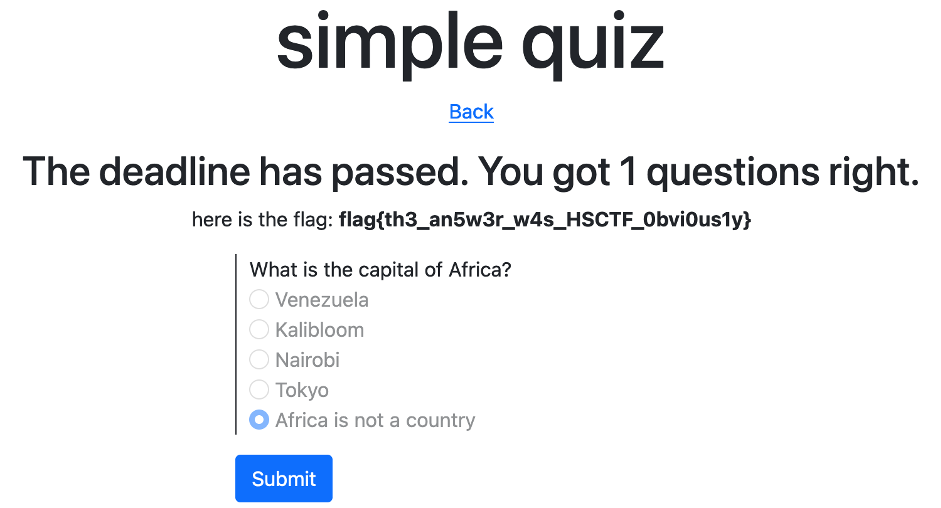 simple quiz
Back
The deadline has passed. You got 1 questions right.
here is the flag: flag{th3_an5w3r_w4s_HSCTF_0bvi0us1y}
What is the capital of Africa?
Venezuela
Kalibloom
Nairobi
Tokyo
Africa is not a country
Submit